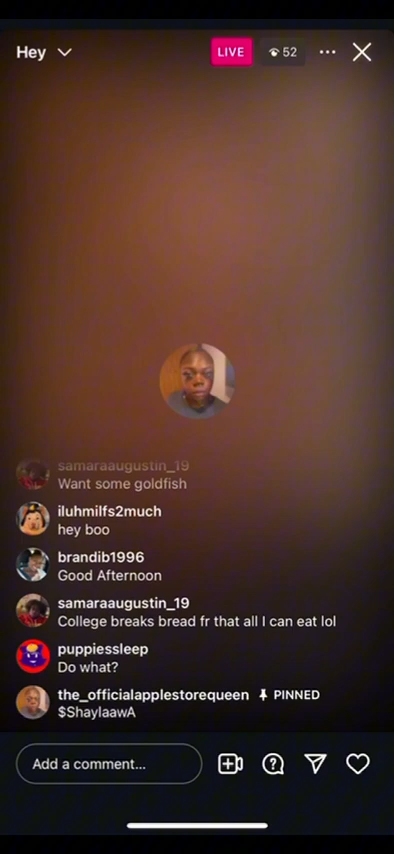 Hey
LIVE
52
samaraaugustin_19
Want some goldfish
iluhmilfs2much
hey boo
brandib1996
Good Afternoon
samaraaugustin_19
College breaks bread fr that all I can eat lol
puppiessleep
Do what?
the_officialapplestorequeen PINNED
$ShaylaawA
Add a comment...